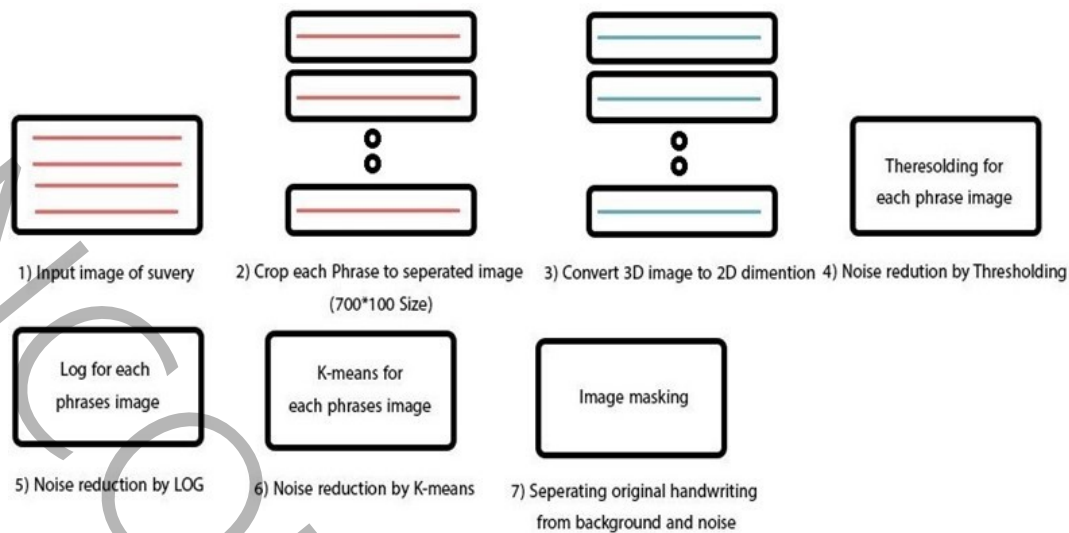 Theresolding for
each phrase image
1) Input image of suvery
2) Crop each Phrase to seperated image
(700*100 Size)
3) Convert 3D image to 2D dimention
4) Noise redution by Thresholding
Log for each
phrases image
K-means for
each phrases image
Image masking
5) Noise reduction by LOG
6) Noise reduction by K-means
7) Seperating original handwriting
from background and noise